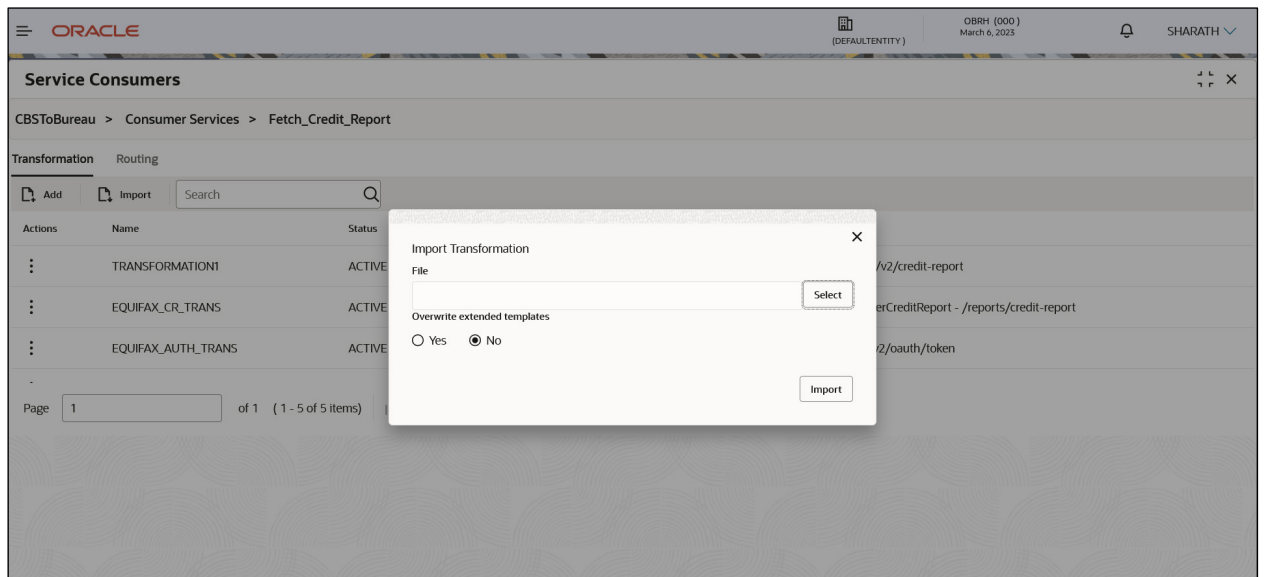 ORACLE
(DEFAULTENTITY )
OBRH (000 )
March 6, 2023
SHARATH
Service Consumers
CBSToBureau > Consumer Services > Fetch_Credit_Report
Transformation Routing
Add Import Search
Actions Name Status
Import Transformation
File
Select
Overwrite extended templates
Yes No
Import
TRANSFORMATION1 ACTIVE /v2/credit-report
EQUIFAX_CR_TRANS ACTIVE erCreditReport - /reports/credit-report
EQUIFAX_AUTH_TRANS ACTIVE /2/oauth/token
Page 1 of 1 ( 1 - 5 of 5 items)